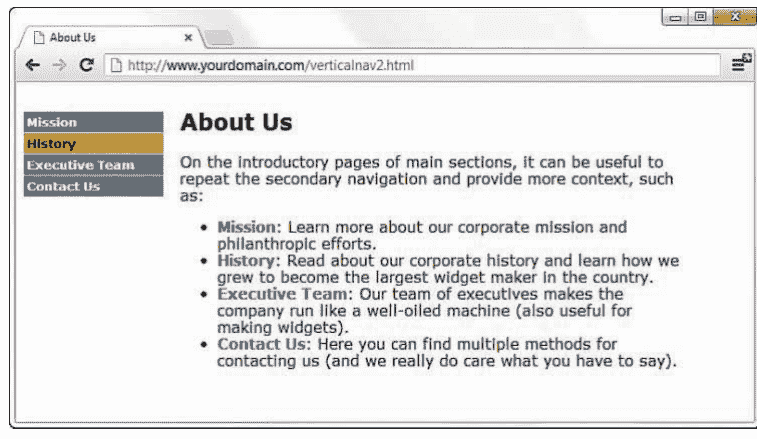 About Us
http://www.yourdomain.com/verticalnav2.html
Mission
History
Executive Team
Contact Us
About Us
On the introductory pages of main sections, it can be useful to
repeat the secondary navigation and provide more context, such
as:
• Mission: Learn more about our corporate mission and
philanthropic efforts.
• History: Read about our corporate history and learn how we
grew to become the largest widget maker in the country.
• Executive Team: Our team of executives makes the
company run like a well-oiled machine (also useful for
making widgets).
• Contact Us: Here you can find multiple methods for
contacting us (and we really do care what you have to say).